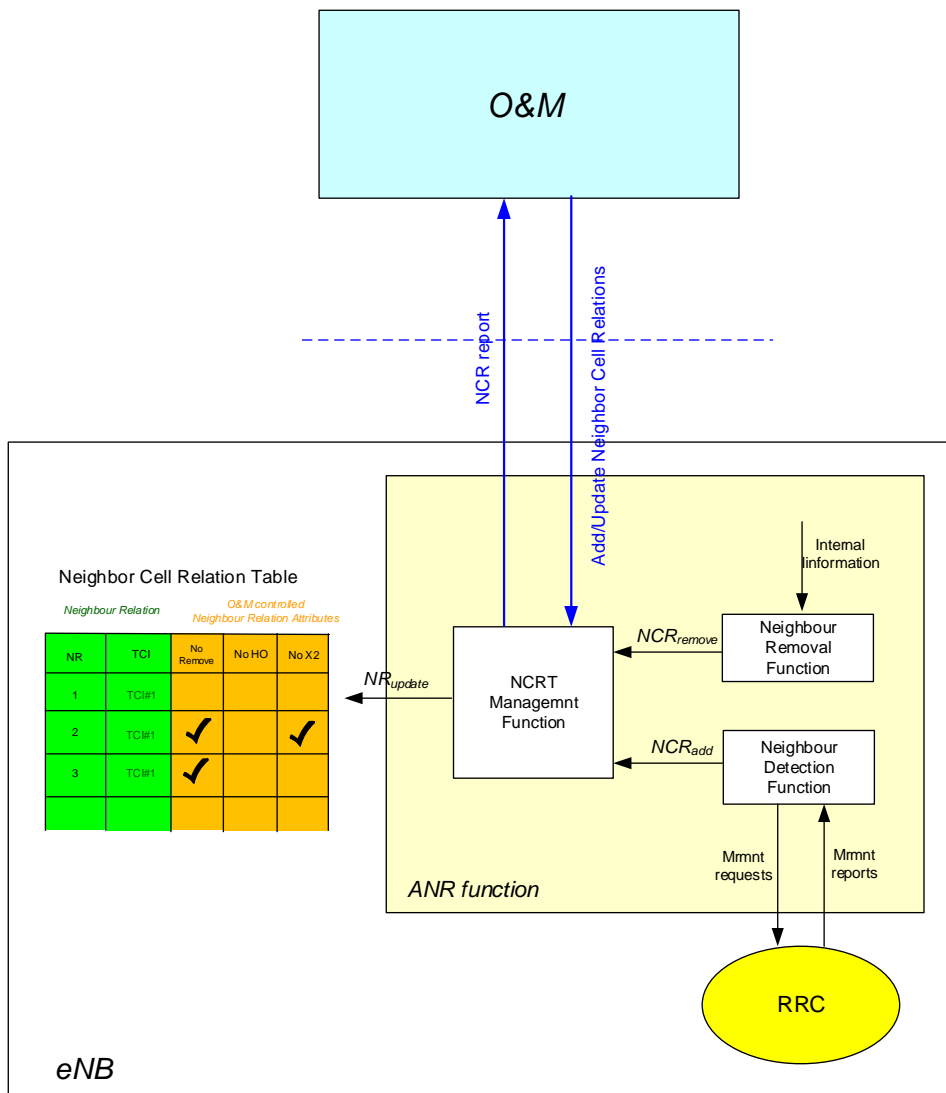 O&M
NCR report
Add/Update Neighbor Cell Relations
Internal
Iinformation
Neighbor Cell Relation Table
Neighbour Relation
O&M controlled
Neighbour Relation Attributes
NR
TCI
No
Remove
No HO
No X2
1
TCI#1
2
TCI#1
3
TCI#1
NRupdate
NCRT
Managemnt
Function
NCRremove
Neighbour
Removal
Function
NCRadd
Neighbour
Detection
Function
Mrmnt
requests
Mrmnt
reports
ANR function
RRC
eNB